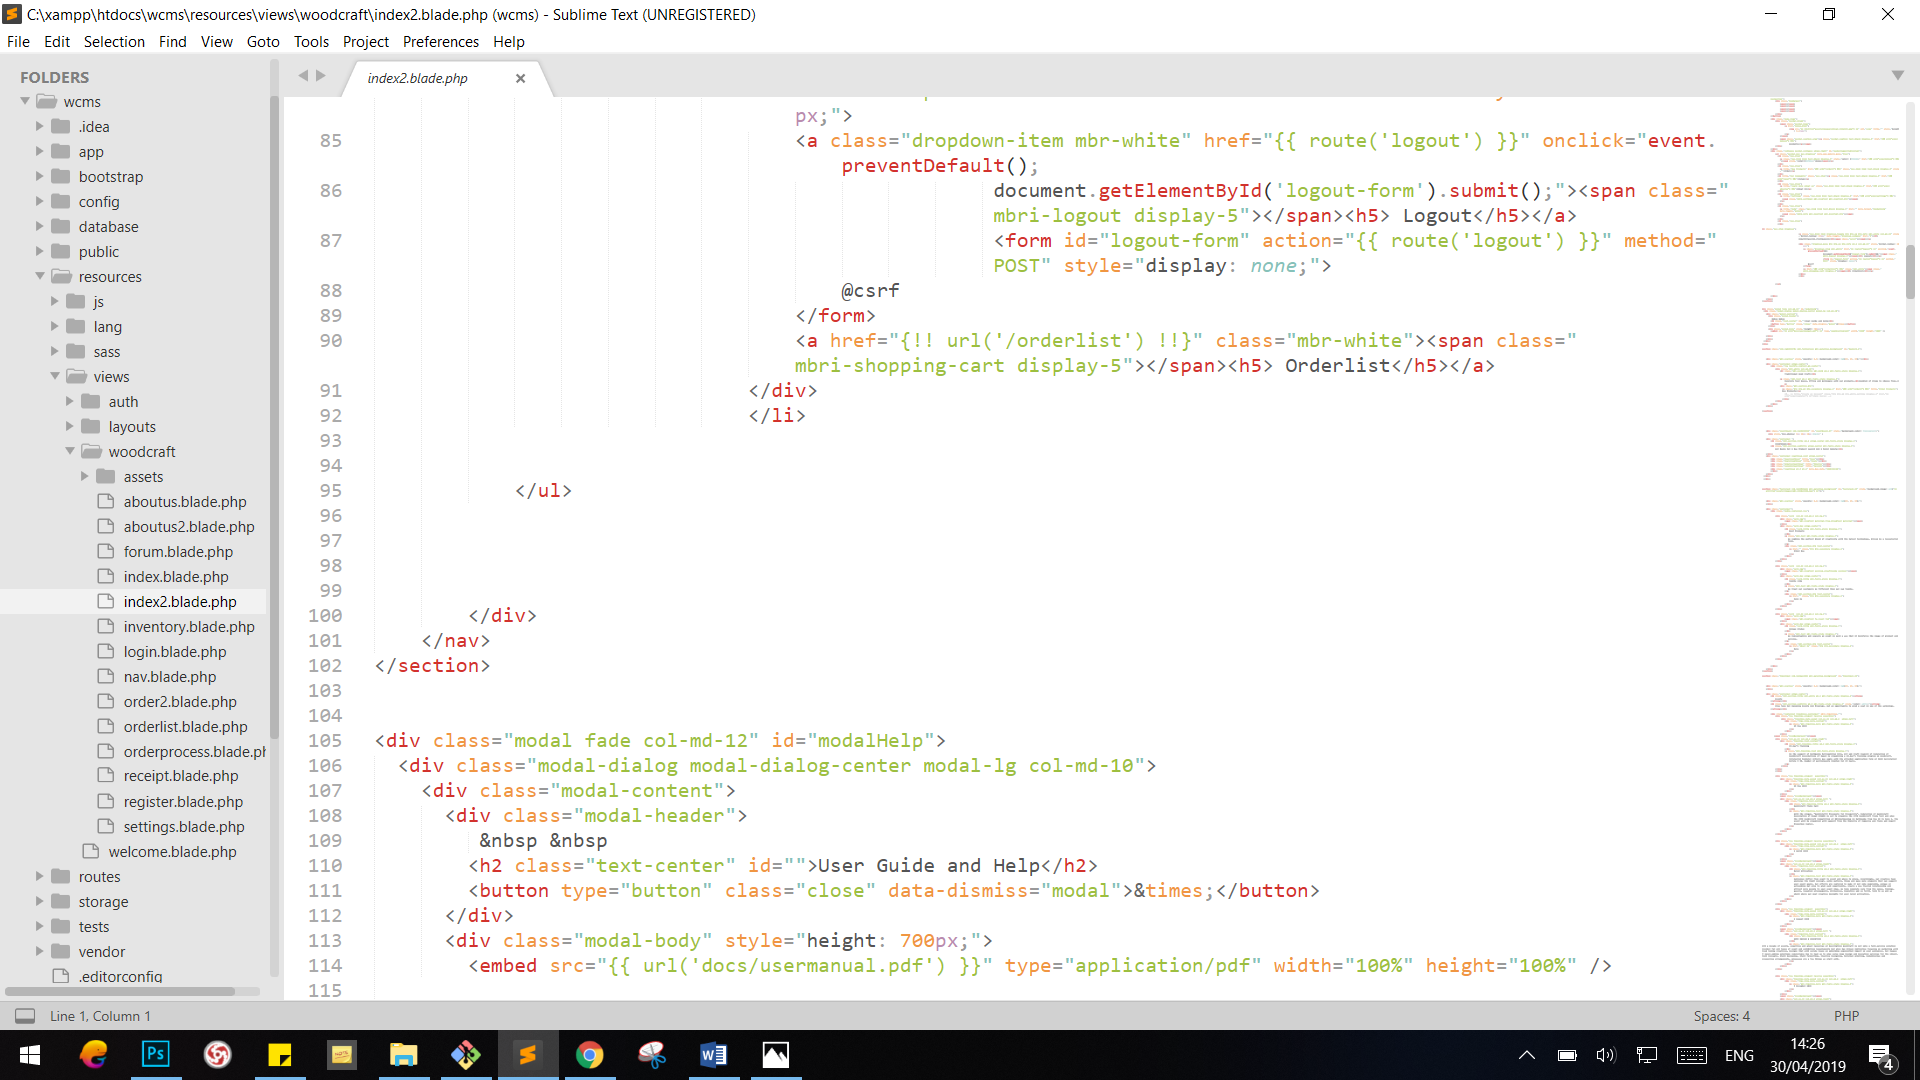 C:\xampp\htdocs\wcms\resources\views\woodcraft\index2.blade.php (wcms) - Sublime Text (UNREGISTERED)
File Edit Selection Find View Goto Tools Project Preferences Help
FOLDERS
wcms
.idea
app
bootstrap
config
database
public
resources
js
lang
sass
views
auth
layouts
woodcraft
assets
aboutus.blade.php
aboutus2.blade.php
forum.blade.php
index.blade.php
index2.blade.php
inventory.blade.php
login.blade.php
nav.blade.php
order2.blade.php
orderlist.blade.php
orderprocess.blade.ph
receipt.blade.php
register.blade.php
settings.blade.php
welcome.blade.php
routes
storage
tests
vendor
.editorconfig
index2.blade.php
px;">
85 <a class="dropdown-item mbr-white" href="{{ route('logout') }}" onclick="event.
preventDefault();
86 document.getElementById('logout-form').submit();"><span class="
mbri-logout display-5"></span><h5> Logout</h5></a>
87 <form id="logout-form" action="{{ route('logout') }}" method="
POST" style="display: none;">
88 @csrf
89 </form>
90 <a href="{!! url('/orderlist') !!}" class="mbr-white"><span class="
mbri-shopping-cart display-5"></span><h5> Orderlist</h5></a>
91 </div>
92 </li>
93
94
95 </ul>
96
97
98
99
100 </div>
101 </nav>
102 </section>
103
104
105 <div class="modal fade col-md-12" id="modalHelp">
106 <div class="modal-dialog modal-dialog-center modal-lg col-md-10">
107 <div class="modal-content">
108 <div class="modal-header">
109 &nbsp &nbsp
110 <h2 class="text-center" id="">User Guide and Help</h2>
111 <button type="button" class="close" data-dismiss="modal">&times;</button>
112 </div>
113 <div class="modal-body" style="height: 700px;">
114 <embed src="{{ url('docs/usermanual.pdf') }}" type="application/pdf" width="100%" height="100%" />
115
Line 1, Column 1
Spaces: 4
PHP
Ps
ENG
14:26
30/04/2019
4